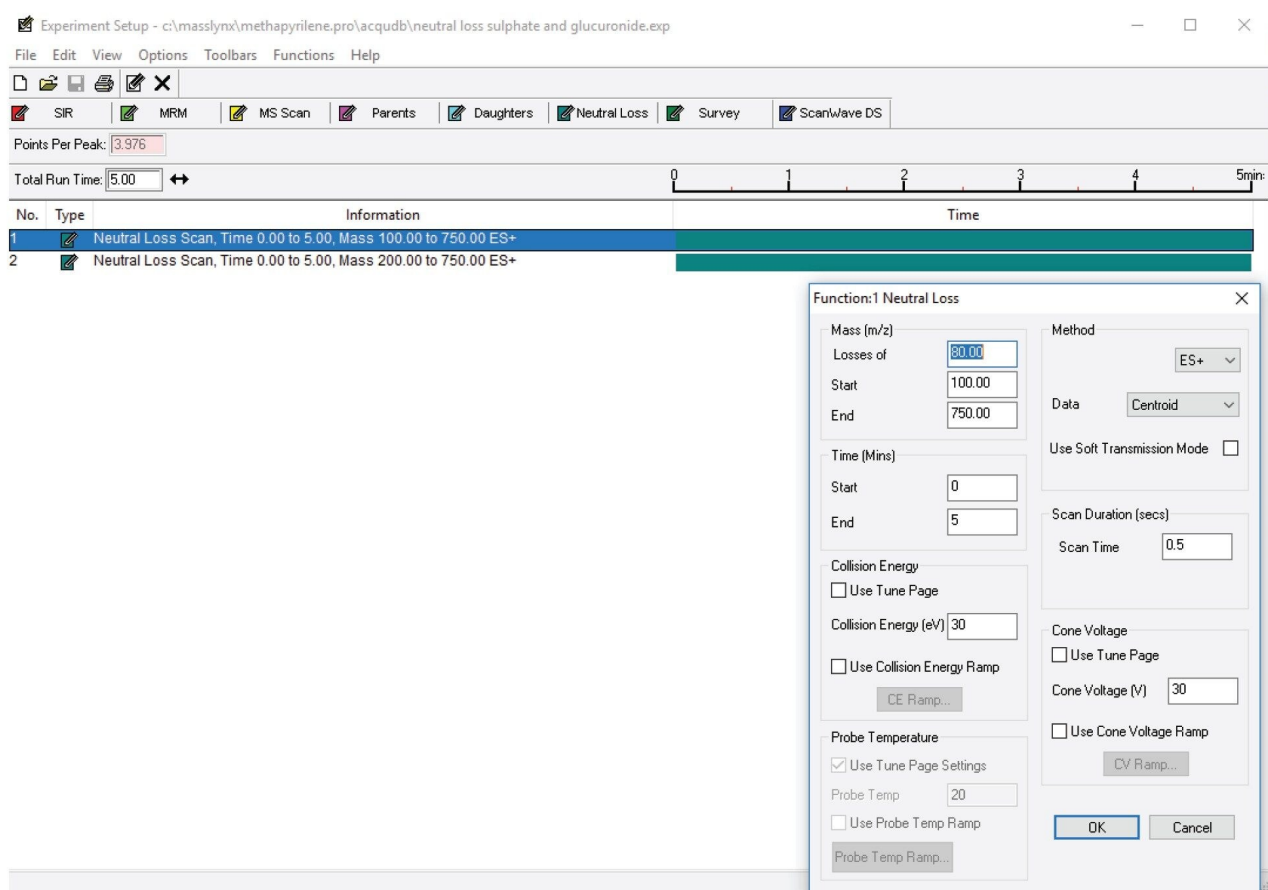 Experiment Setup - c:\masslynx\methapyrilene.pro\acqudb\neutral loss sulphate and glucuronide.exp
File Edit View Options Toolbars Functions Help
SIR MRM MS Scan Parents Daughters Neutral Loss Survey ScanWave DS
Points Per Peak: 3.976
Total Run Time: 5.00 0 1 2 3 4 5min:
No. Type Information Time
1 Neutral Loss Scan, Time 0.00 to 5.00, Mass 100.00 to 750.00 ES+
2 Neutral Loss Scan, Time 0.00 to 5.00, Mass 200.00 to 750.00 ES+
Function:1 Neutral Loss
Mass (m/z)
Losses of 80.00
Start 100.00
End 750.00
Time (Mins)
Start 0
End 5
Collision Energy
Use Tune Page
Collision Energy (eV) 30
Use Collision Energy Ramp
CE Ramp...
Probe Temperature
Use Tune Page Settings
Probe Temp 20
Use Probe Temp Ramp
Probe Temp Ramp...
Method
ES+
Data Centroid
Use Soft Transmission Mode
Scan Duration (secs)
Scan Time 0.5
Cone Voltage
Use Tune Page
Cone Voltage (V) 30
Use Cone Voltage Ramp
CV Ramp...
OK Cancel